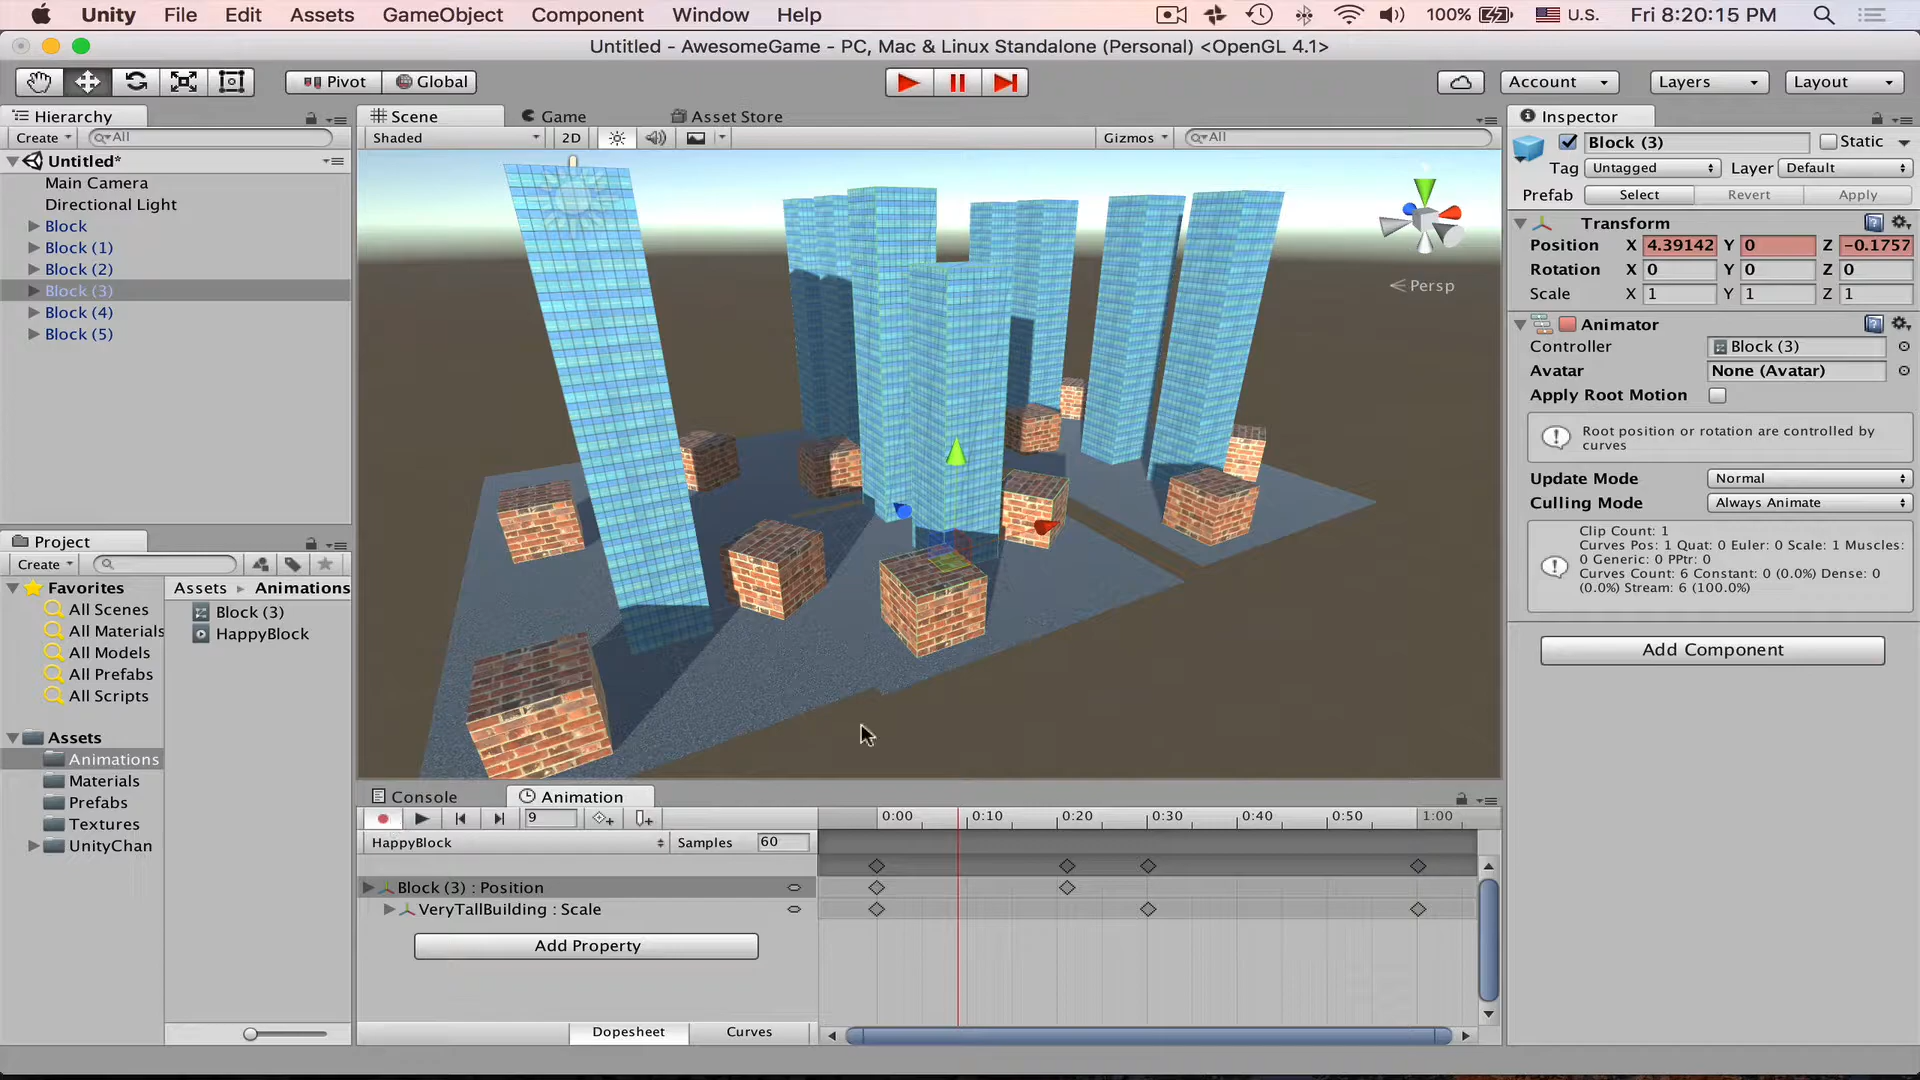 Unity File Edit Assets GameObject Component Window Help 100% U.S. Fri 8:20:15 PM
Untitled - AwesomeGame - PC, Mac & Linux Standalone (Personal) <OpenGL 4.1>
Pivot Global Account Layers Layout
Hierarchy
Create All
Untitled*
Main Camera
Directional Light
Block
Block (1)
Block (2)
Block (3)
Block (4)
Block (5)
Project
Create
Favorites
All Scenes
All Materials
All Models
All Prefabs
All Scripts
Assets
Animations
Materials
Prefabs
Textures
UnityChan
Assets Animations
Block (3)
HappyBlock
Scene Game Asset Store
Shaded 2D Gizmos All
Persp
Console Animation
9
HappyBlock Samples 60
0:00 0:10 0:20 0:30 0:40 0:50 1:00
Block (3) : Position
VeryTallBuilding : Scale
Add Property
Dopesheet Curves
Inspector
Block (3) Static
Tag Untagged Layer Default
Prefab Select Revert Apply
Transform
Position X 4.39142 Y 0 Z -0.1757
Rotation X 0 Y 0 Z 0
Scale X 1 Y 1 Z 1
Animator
Controller Block (3)
Avatar None (Avatar)
Apply Root Motion
Root position or rotation are controlled by
curves
Update Mode Normal
Culling Mode Always Animate
Clip Count: 1
Curves Pos: 1 Quat: 0 Euler: 0 Scale: 1 Muscles:
0 Generic: 0 PPtr: 0
Curves Count: 6 Constant: 0 (0.0%) Dense: 0
(0.0%) Stream: 6 (100.0%)
Add Component